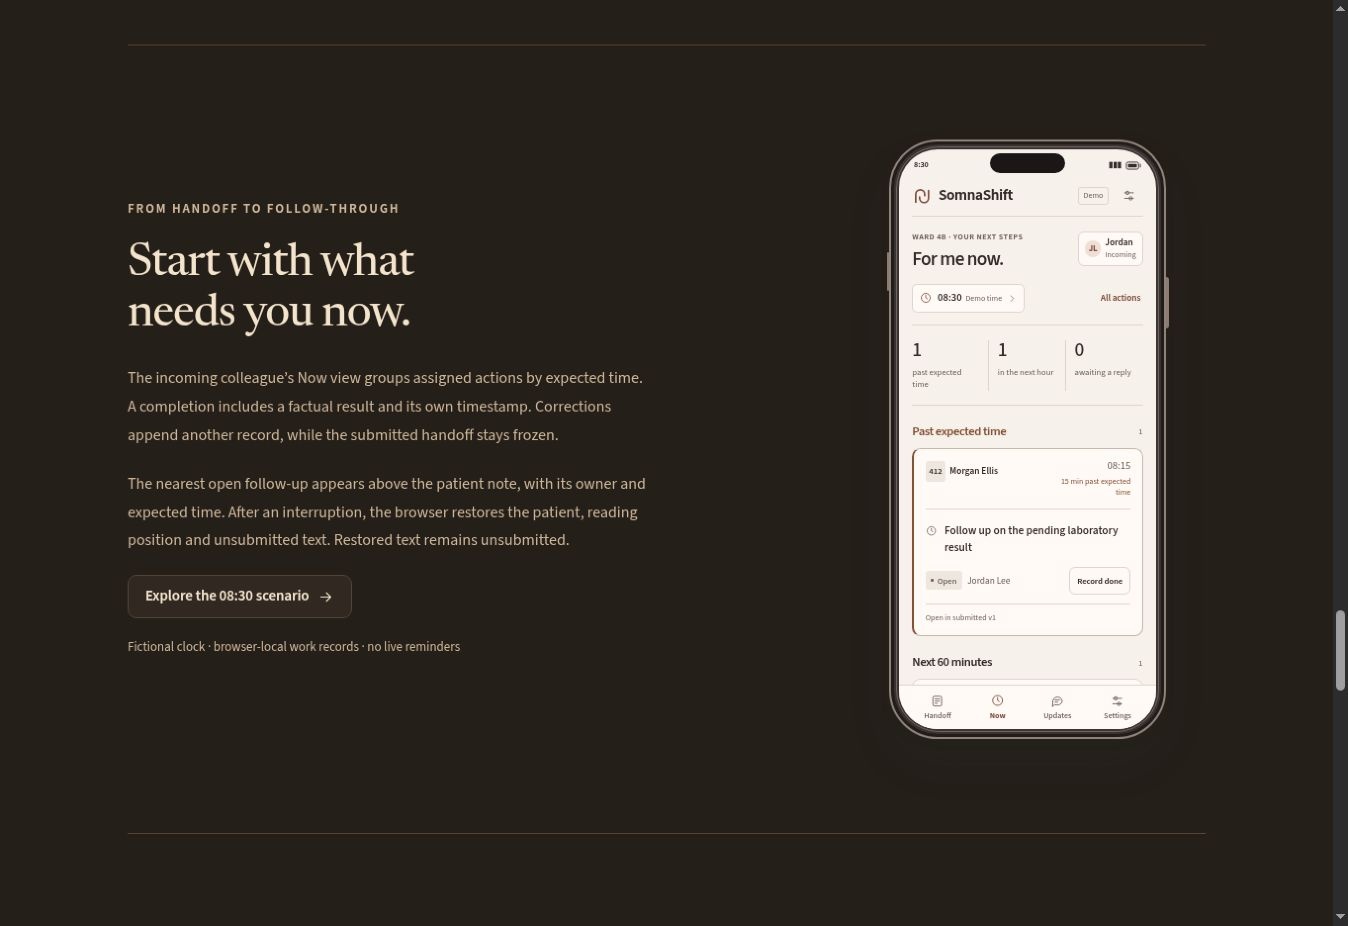 FROM HANDOFF TO FOLLOW-THROUGH
Start with what
needs you now.
The incoming colleague’s Now view groups assigned actions by expected time.
A completion includes a factual result and its own timestamp. Corrections
append another record, while the submitted handoff stays frozen.
The nearest open follow-up appears above the patient note, with its owner and
expected time. After an interruption, the browser restores the patient, reading
position and unsubmitted text. Restored text remains unsubmitted.
Explore the 08:30 scenario →
Fictional clock · browser-local work records · no live reminders
8:30
SomnaShift
Demo
WARD 4B · YOUR NEXT STEPS
For me now.
JL
Jordan
Incoming
08:30 Demo time
All actions
1
past expected
time
1
in the next hour
0
awaiting a reply
Past expected time
1
412 Morgan Ellis
08:15
15 min past expected
time
Follow up on the pending laboratory
result
Open
Jordan Lee
Record done
Open in submitted v1
Next 60 minutes
1
Handoff
Now
Updates
Settings